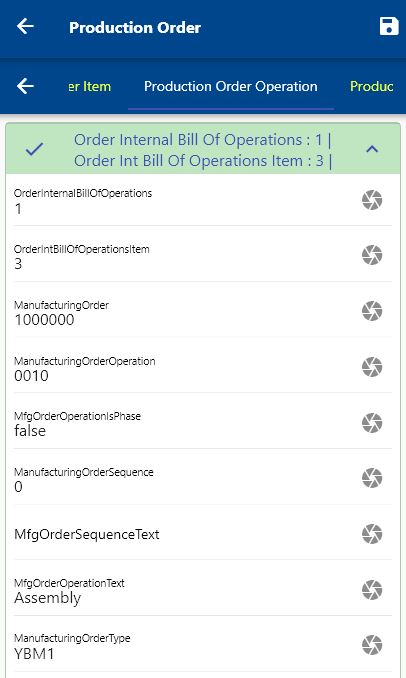 Production Order
er Item
Production Order Operation
Produc
Order Internal Bill Of Operations : 1 |
Order Int Bill Of Operations Item : 3 |
OrderInternalBillOfOperations
1
OrderIntBillOfOperationsItem
3
ManufacturingOrder
1000000
ManufacturingOrderOperation
0010
MfgOrderOperationIsPhase
false
ManufacturingOrderSequence
0
MfgOrderSequenceText
MfgOrderOperationText
Assembly
ManufacturingOrderType
YBM1